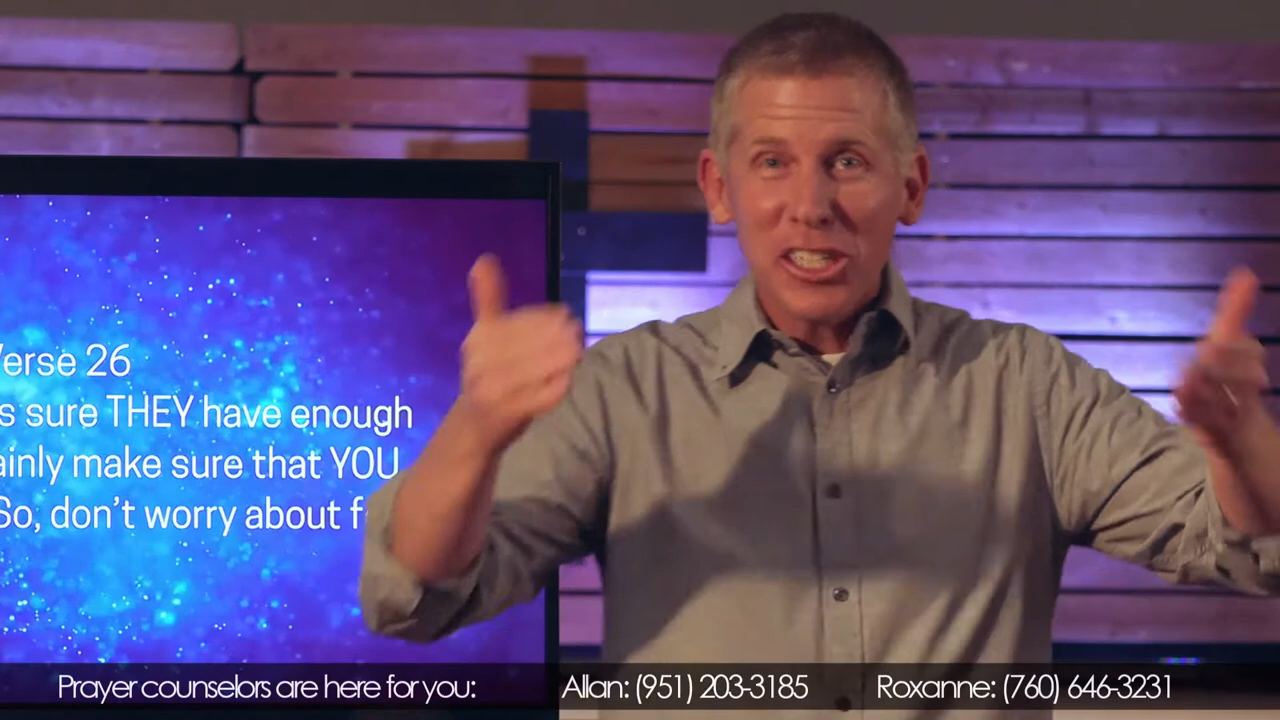 Verse 26
s sure THEY have enough
ainly make sure that YOU
So, don't worry about f
Prayer counselors are here for you: Allan: (951) 203-3185 Roxanne: (760) 646-3231